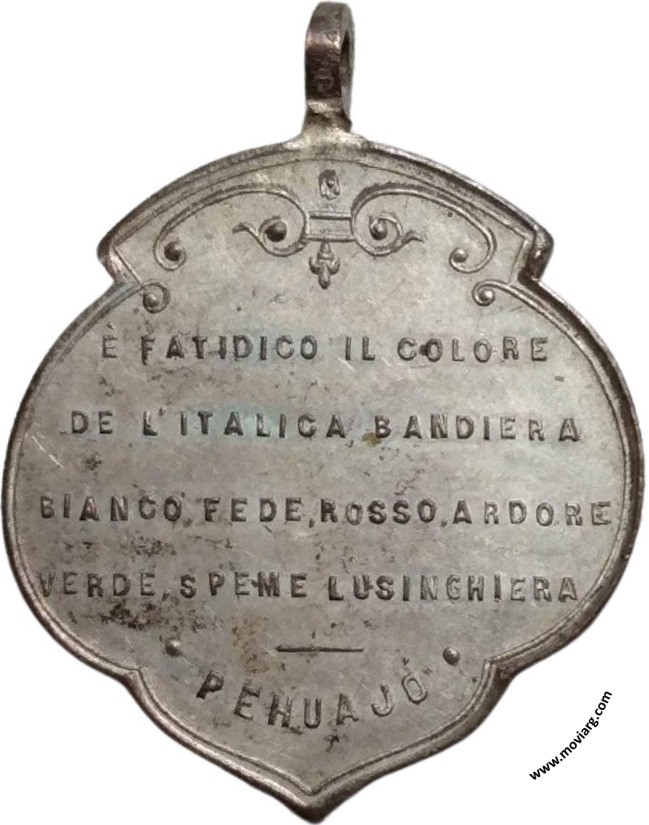 È FATIDICO IL COLORE
DE L'ITALICA BANDIERA
BIANCO, FEDE, ROSSO, ARDORE
VERDE, SPEME LUSINGHIERA
PEHUAJÓ
www.moviarg.com